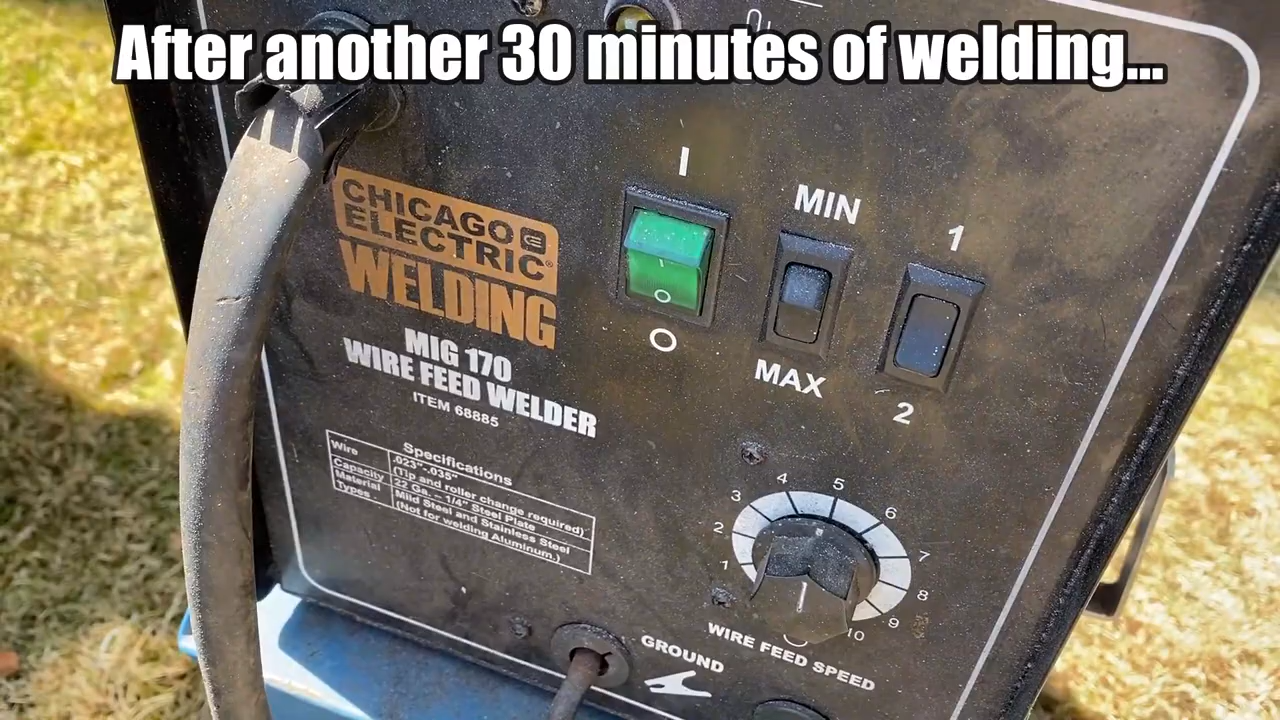 After another 30 minutes of welding...
I
MIN
1
CHICAGO
ELECTRIC®
WELDING
O
MAX
2
MIG 170
WIRE FEED WELDER
ITEM 68885
Specifications
Wire .023"-.035"
(Tip and roller change required)
Capacity 22 Ga. – 1/4" Steel Plate
Material Mild Steel and Stainless Steel
Types (Not for welding Aluminum.)
1 2 3 4 5 6 7 8 9 10
WIRE FEED SPEED
GROUND